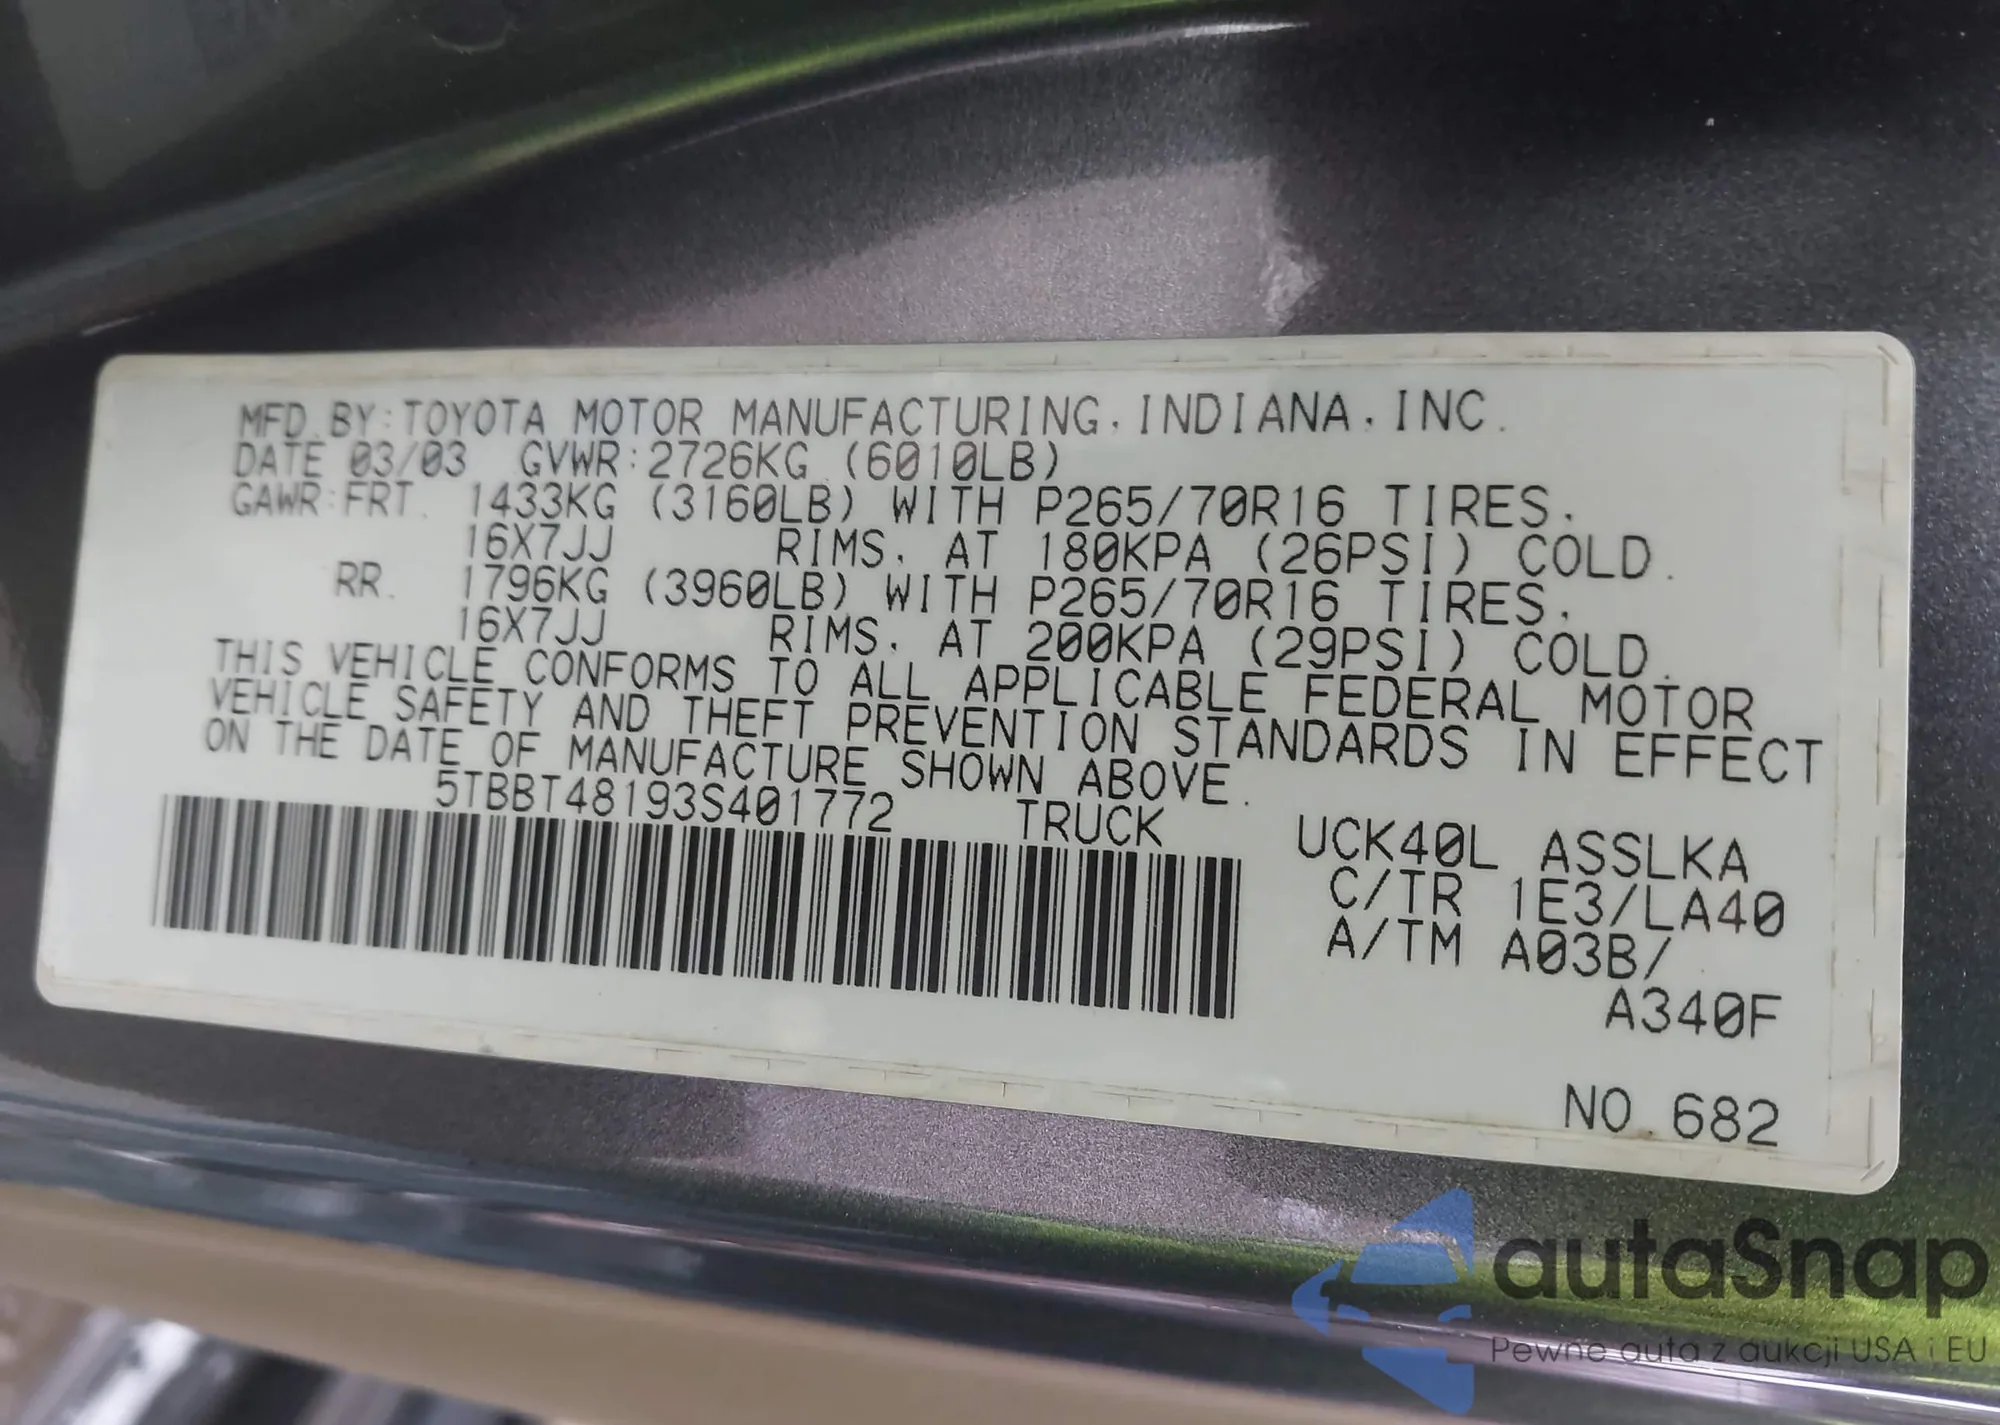 MFD. BY: TOYOTA MOTOR MANUFACTURING, INDIANA, INC.
DATE 03/03 GVWR: 2726KG (6010LB)
GAWR: FRT. 1433KG (3160LB) WITH P265/70R16 TIRES,
16X7JJ RIMS, AT 180KPA (26PSI) COLD.
RR. 1796KG (3960LB) WITH P265/70R16 TIRES,
16X7JJ RIMS, AT 200KPA (29PSI) COLD.
THIS VEHICLE CONFORMS TO ALL APPLICABLE FEDERAL MOTOR
VEHICLE SAFETY AND THEFT PREVENTION STANDARDS IN EFFECT
ON THE DATE OF MANUFACTURE SHOWN ABOVE.
5TBBT48193S401772 TRUCK
UCK40L ASSLKA
C/TR 1E3/LA40
A/TM A03B/
A340F
NO.682
autaSnap
Pewne auta z aukcji USA i EU